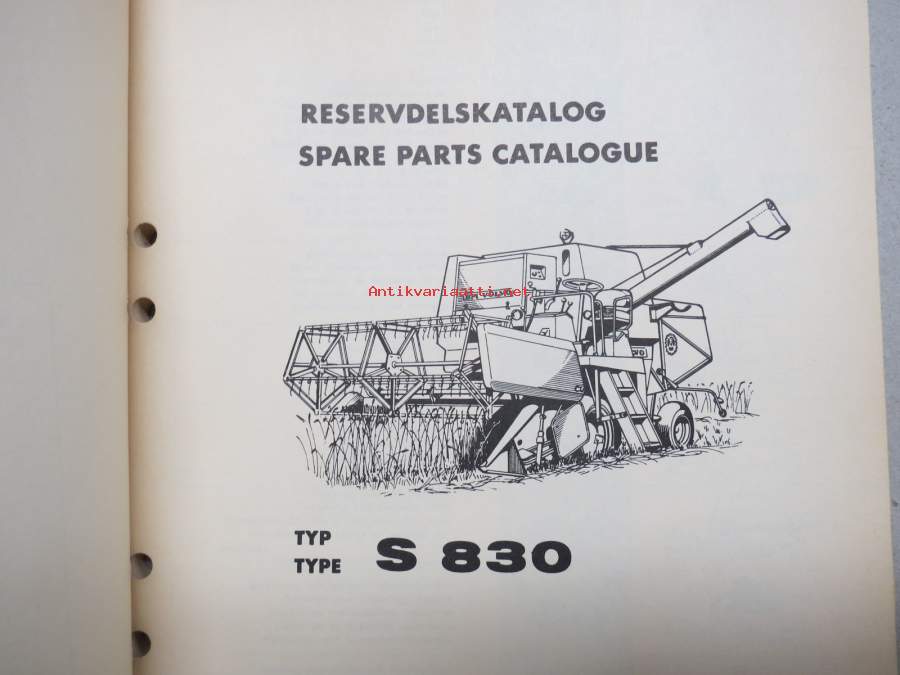 RESERVDELSKATALOG
SPARE PARTS CATALOGUE
Antikvariaatti.net
TYP
TYPE S 830